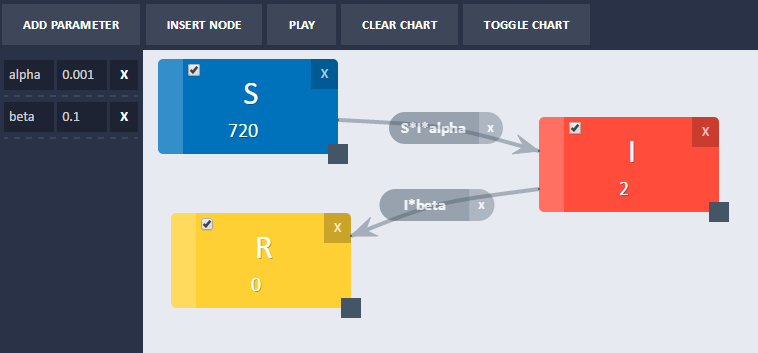 ADD PARAMETER INSERT NODE PLAY CLEAR CHART TOGGLE CHART
alpha 0.001 X
beta 0.1 X
X
S
720
S*I*alpha x
X
I
2
I*beta x
X
R
0